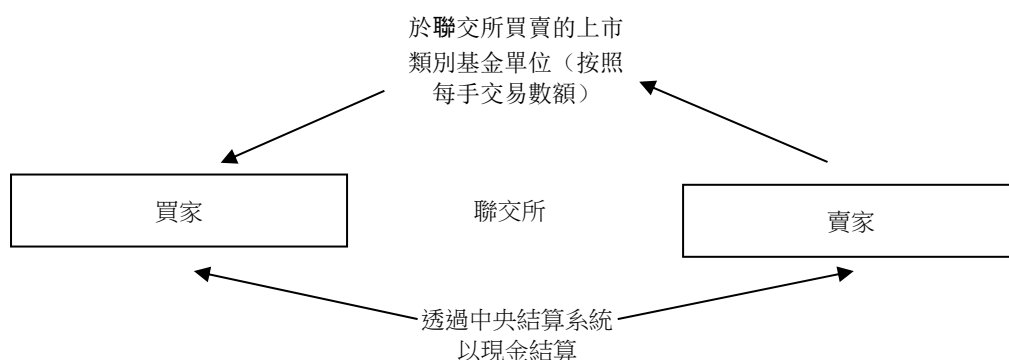 於聯交所買賣的上市
類別基金單位（按照
每手交易數額）
買家
聯交所
賣家
透過中央結算系統
以現金結算